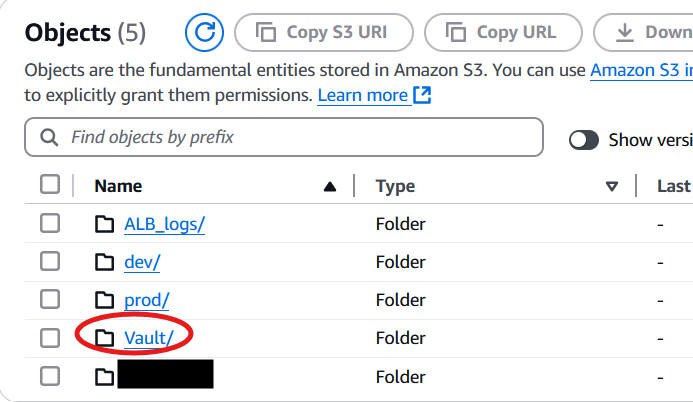 Objects (5) Copy S3 URI Copy URL Down
Objects are the fundamental entities stored in Amazon S3. You can use Amazon S3 in
to explicitly grant them permissions. Learn more
Find objects by prefix Show versi
Name Type Last
ALB_logs/ Folder -
dev/ Folder -
prod/ Folder -
Vault/ Folder -
Folder -